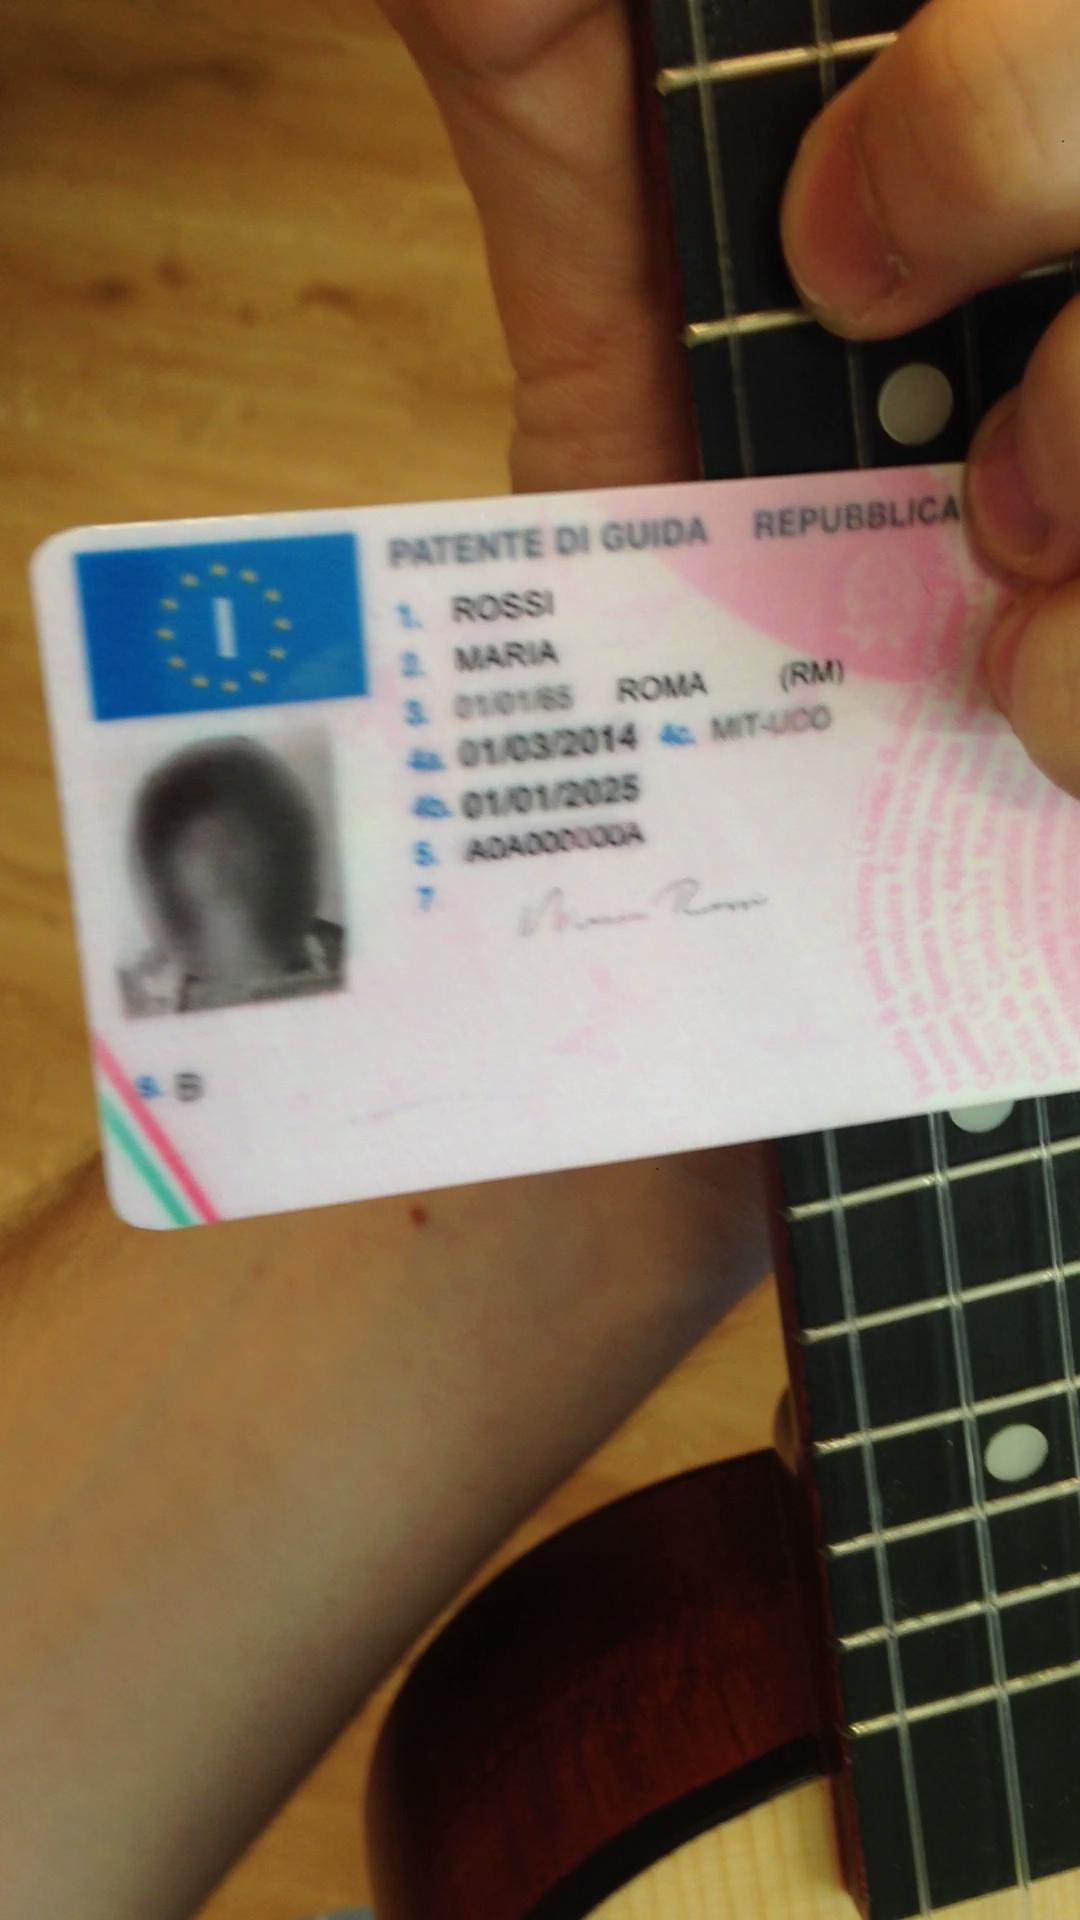 I
PATENTE DI GUIDA REPUBBLICA
1. ROSSI
2. MARIA
3. 01/01/65 ROMA (RM)
4a. 01/03/2014 4c. MIT-UCO
4b. 01/01/2025
5. A0A000000A
7 Maria Rossi
9. B